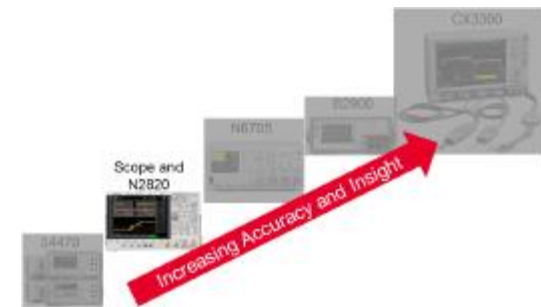 CX3300
B2900
N6705
Scope and
N2820
34470
Increasing Accuracy and Insight